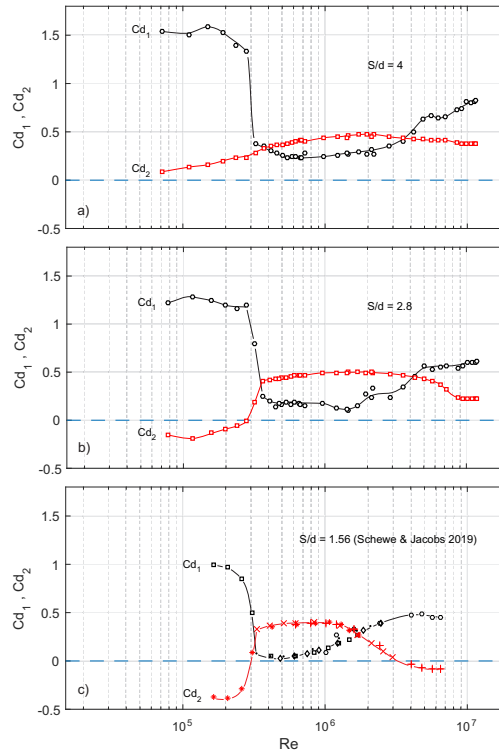 1.5
1
0.5
0
-0.5
Cd1 , Cd2
Cd1
Cd2
S/d = 4
a)
1.5
1
0.5
0
-0.5
Cd1 , Cd2
Cd1
Cd2
S/d = 2.8
b)
1.5
1
0.5
0
-0.5
Cd1 , Cd2
S/d = 1.56 (Schewe & Jacobs 2019)
Cd1
Cd2
c)
10^5
10^6
10^7
Re